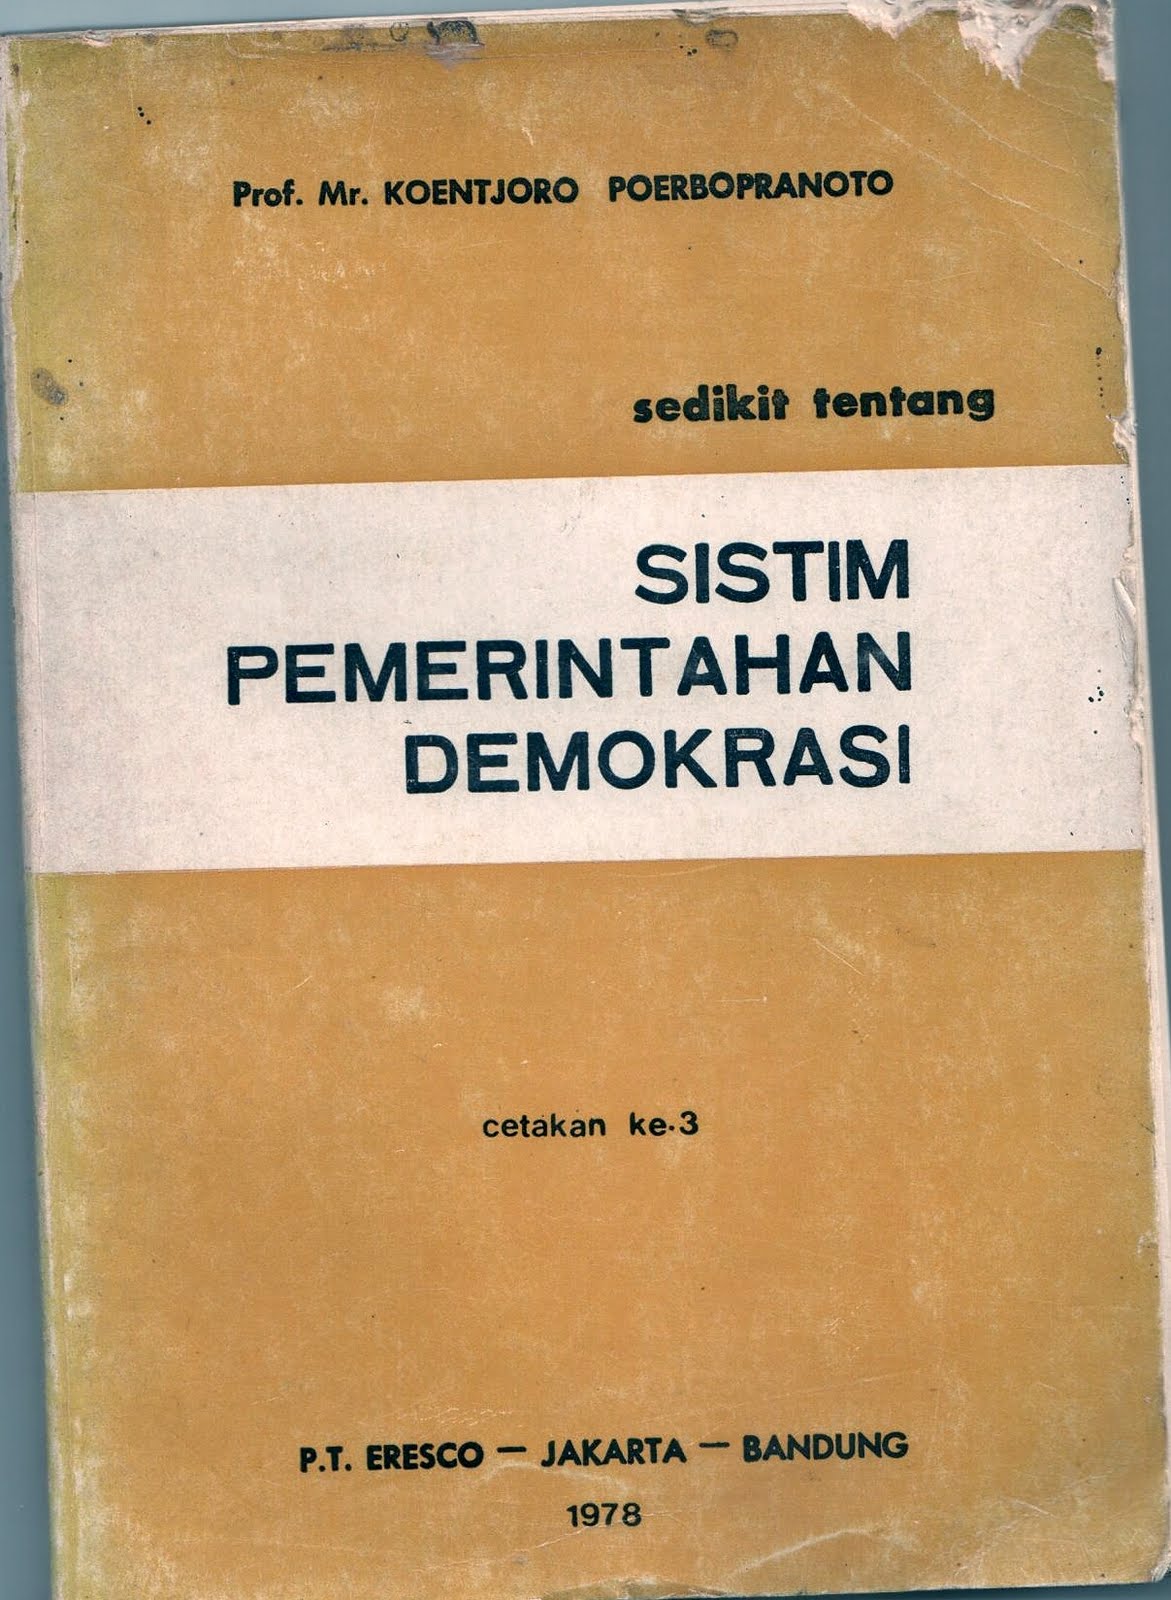 Prof. Mr. KOENTJORO POERBOPRANOTO
sedikit tentang
SISTIM
PEMERINTAHAN
DEMOKRASI
cetakan ke-3
P.T. ERESCO — JAKARTA — BANDUNG
1978